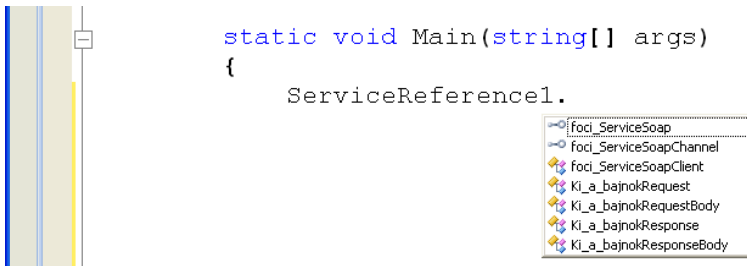 static void Main(string[] args)
{
ServiceReference1.
foci_ServiceSoap
foci_ServiceSoapChannel
foci_ServiceSoapClient
Ki_a_bajnokRequest
Ki_a_bajnokRequestBody
Ki_a_bajnokResponse
Ki_a_bajnokResponseBody